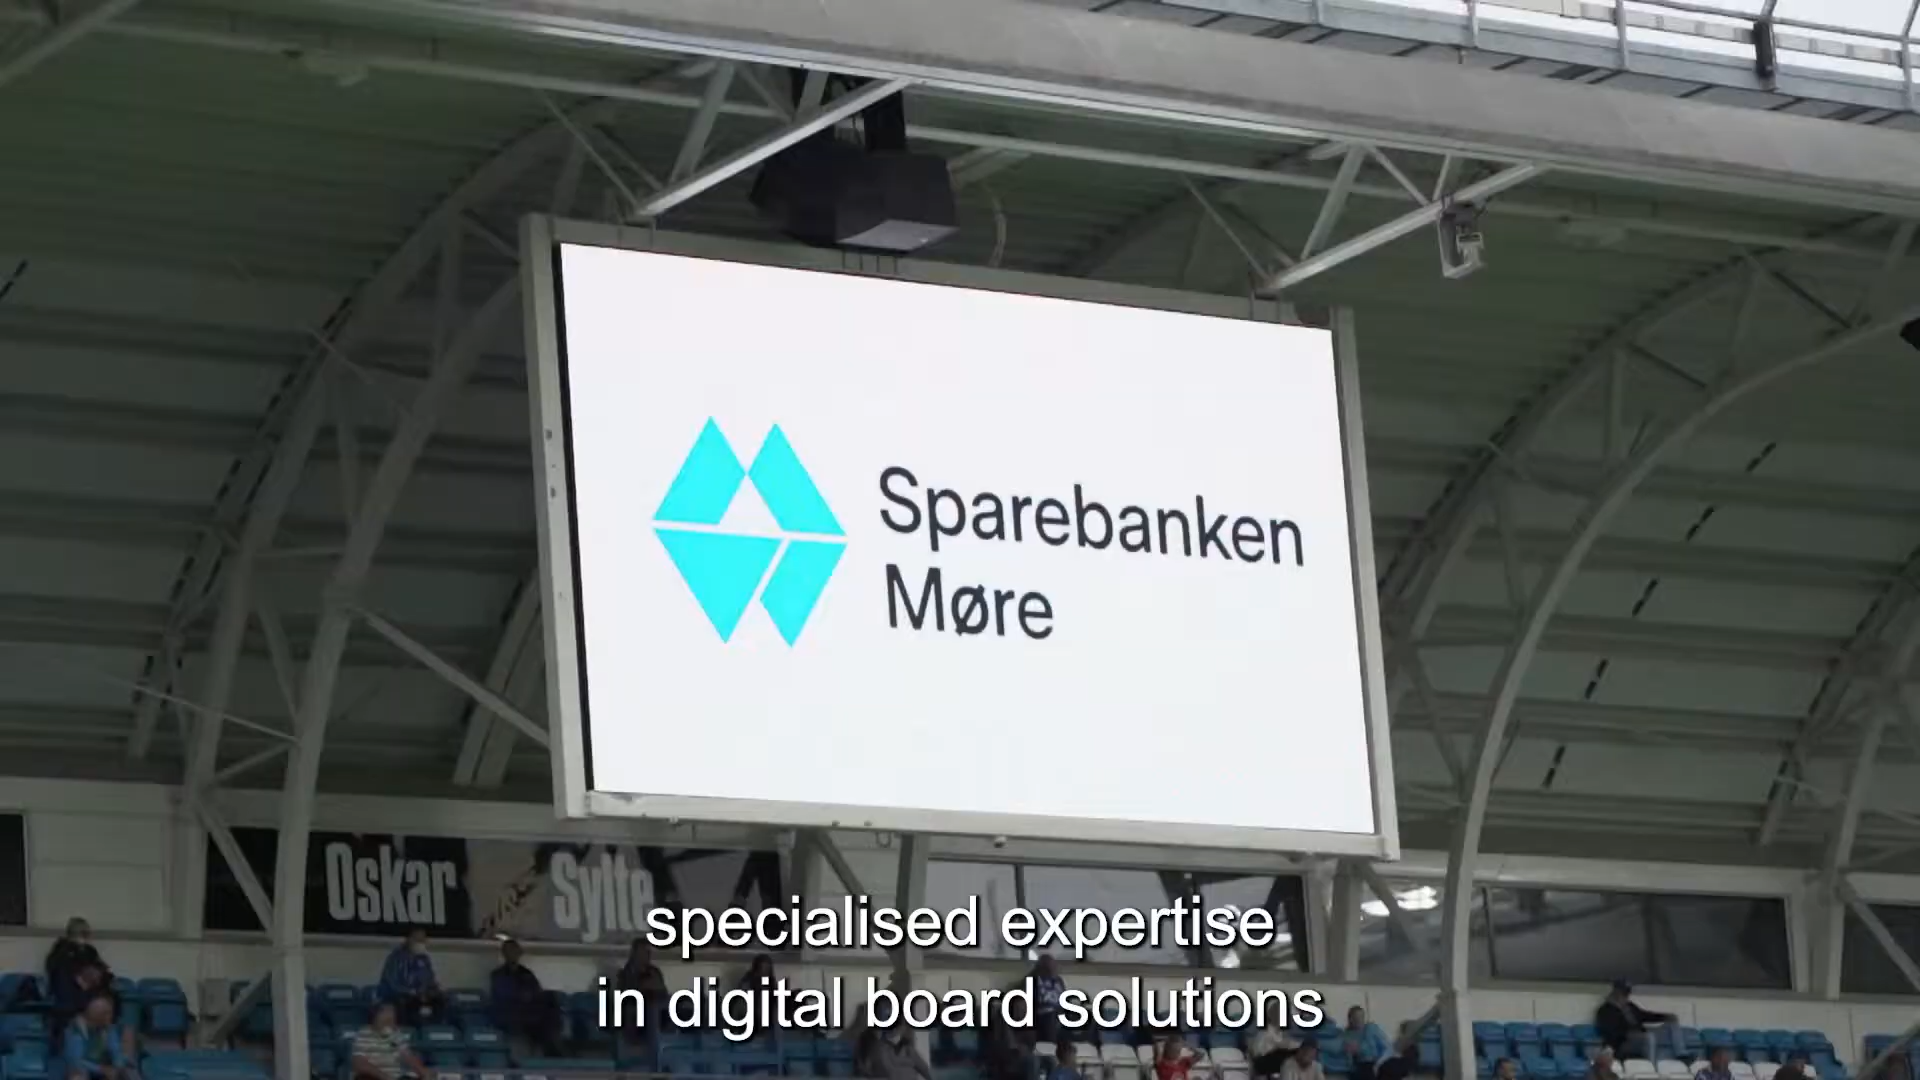 Sparebanken
Møre
Oskar Sylte
specialised expertise
in digital board solutions